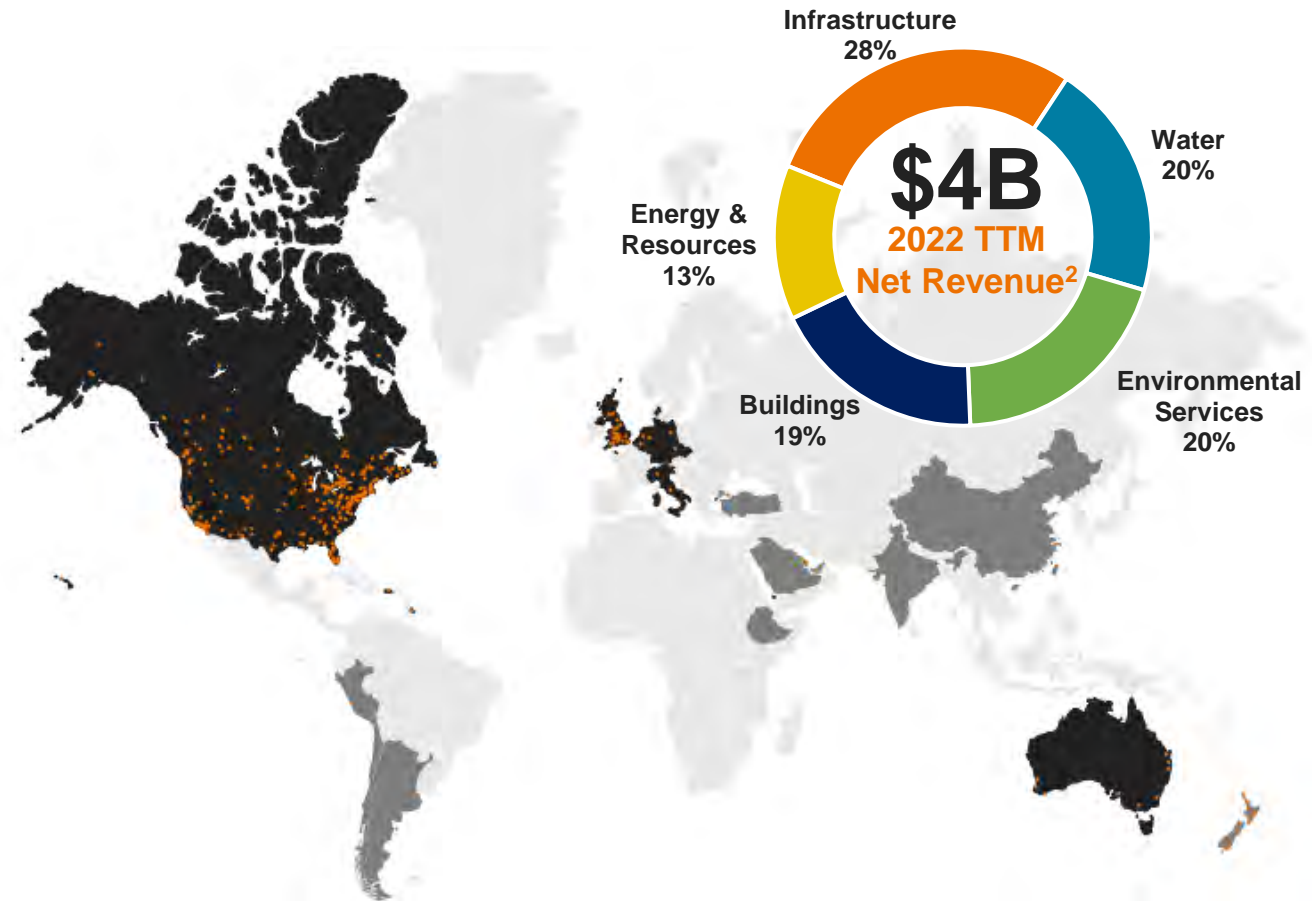 Infrastructure
28%
Water
20%
$4B
2022 TTM
Net Revenue²
Energy &
Resources
13%
Environmental
Services
20%
Buildings
19%